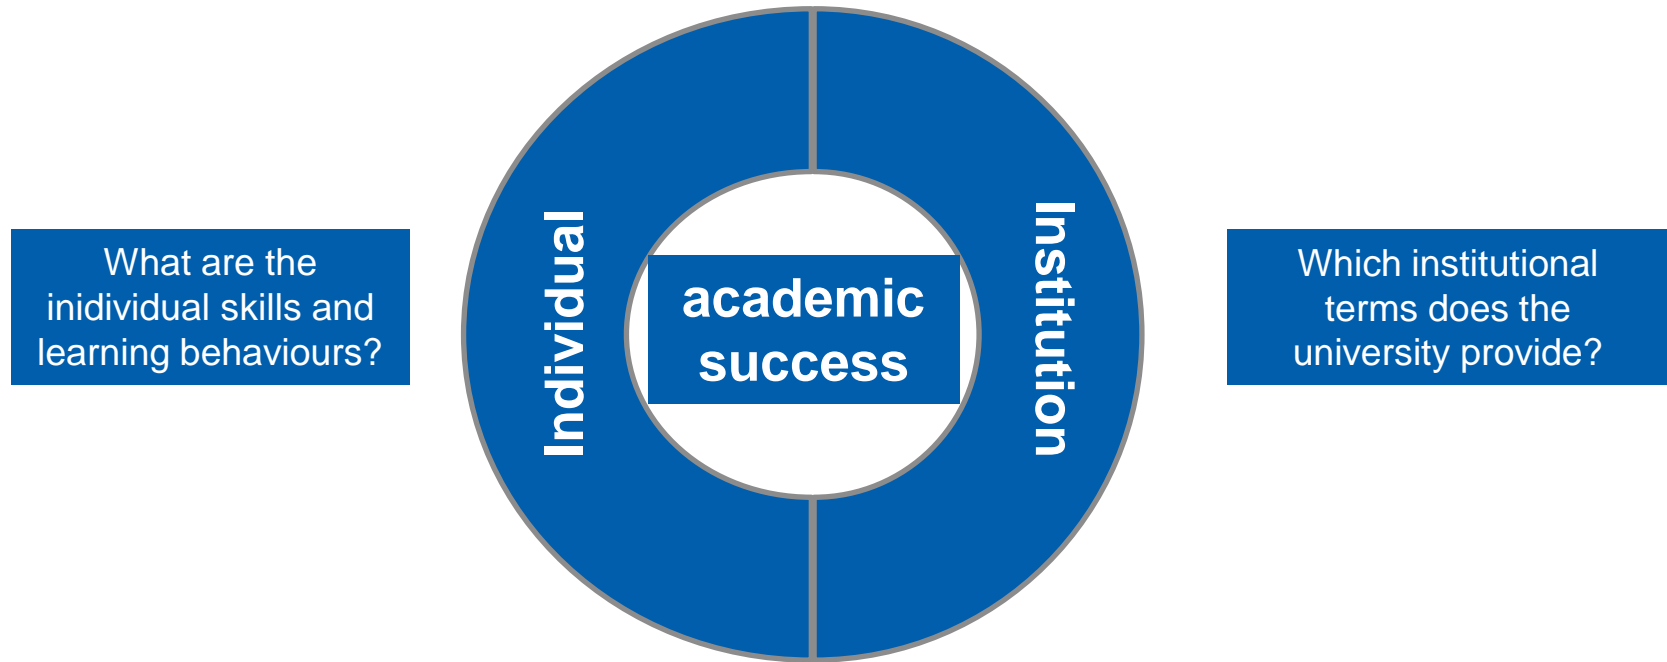 What are the
inidividual skills and
learning behaviours?
Individual
academic
success
Institution
Which institutional
terms does the
university provide?